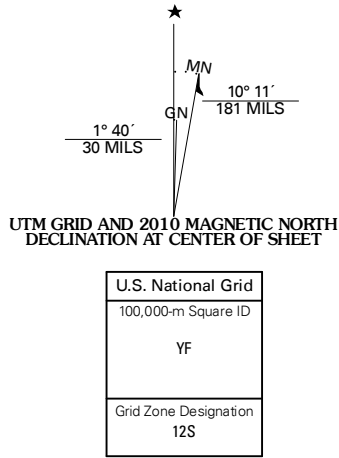 MN
GN
10° 11´
181 MILS
1° 40´
30 MILS
UTM GRID AND 2010 MAGNETIC NORTH
DECLINATION AT CENTER OF SHEET
U.S. National Grid
100,000-m Square ID
YF
Grid Zone Designation
12S